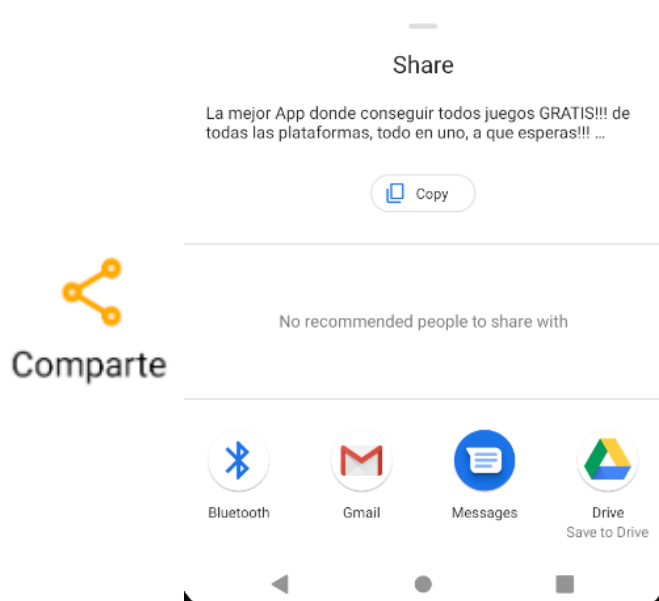 Share
La mejor App donde conseguir todos juegos GRATIS!!! de
todas las plataformas, todo en uno, a que esperas!!! ...
Copy
Comparte
No recommended people to share with
Bluetooth
Gmail
Messages
Drive
Save to Drive